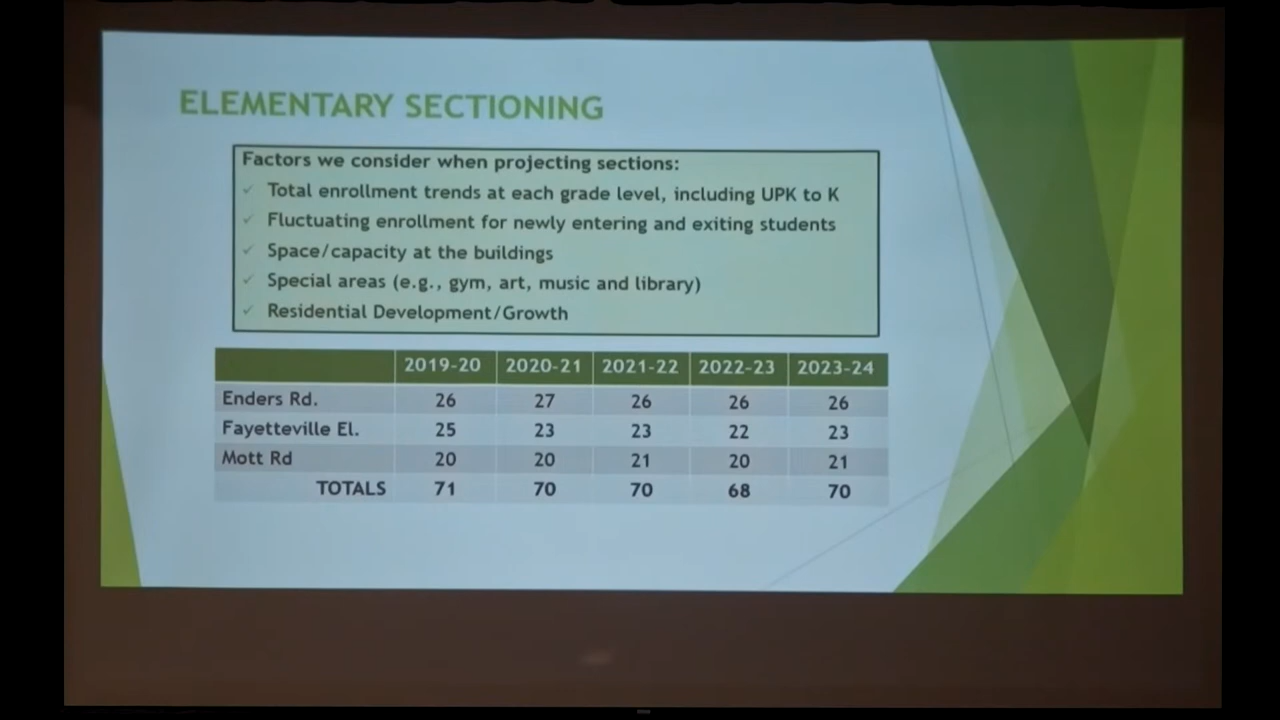 ELEMENTARY SECTIONING
Factors we consider when projecting sections:
✓ Total enrollment trends at each grade level, including UPK to K
✓ Fluctuating enrollment for newly entering and exiting students
✓ Space/capacity at the buildings
✓ Special areas (e.g., gym, art, music and library)
✓ Residential Development/Growth
2019-20 2020-21 2021-22 2022-23 2023-24
Enders Rd. 26 27 26 26 26
Fayetteville El. 25 23 23 22 23
Mott Rd 20 20 21 20 21
TOTALS 71 70 70 68 70